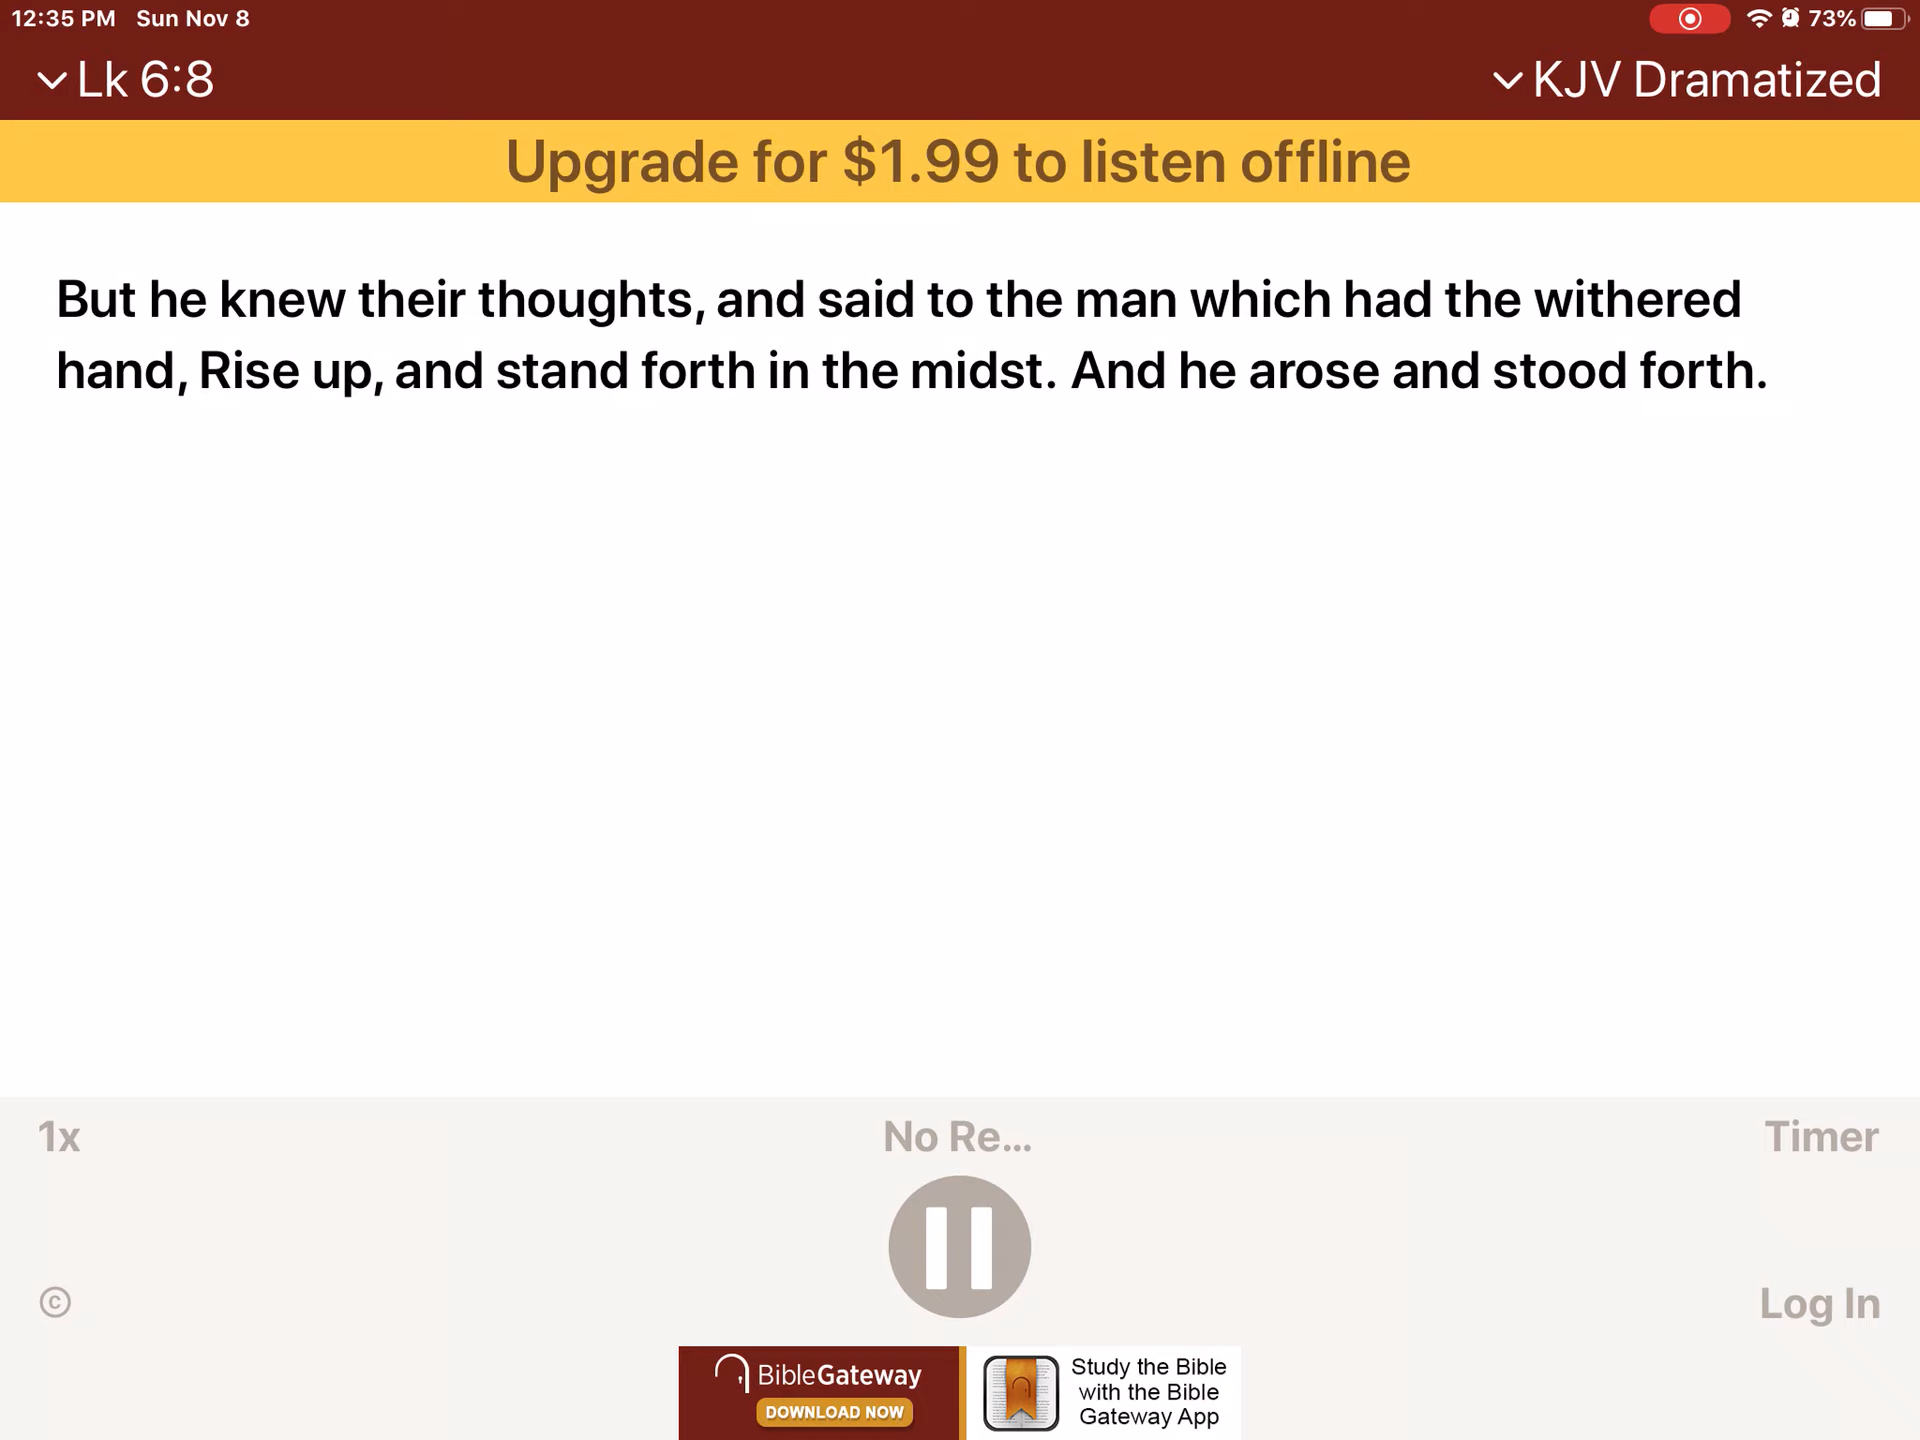 12:35 PM Sun Nov 8
73%
Lk 6:8
KJV Dramatized
Upgrade for $1.99 to listen offline
But he knew their thoughts, and said to the man which had the withered
hand, Rise up, and stand forth in the midst. And he arose and stood forth.
1x
No Re...
Timer
©
Log In
BibleGateway
DOWNLOAD NOW
Study the Bible
with the Bible
Gateway App